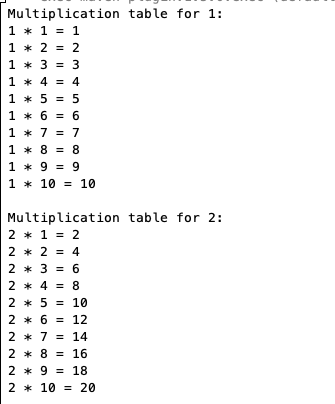 Multiplication table for 1:
1 * 1 = 1
1 * 2 = 2
1 * 3 = 3
1 * 4 = 4
1 * 5 = 5
1 * 6 = 6
1 * 7 = 7
1 * 8 = 8
1 * 9 = 9
1 * 10 = 10
Multiplication table for 2:
2 * 1 = 2
2 * 2 = 4
2 * 3 = 6
2 * 4 = 8
2 * 5 = 10
2 * 6 = 12
2 * 7 = 14
2 * 8 = 16
2 * 9 = 18
2 * 10 = 20